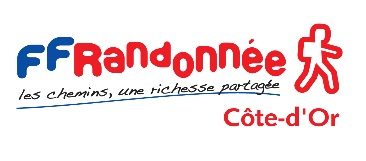 FFRandonnée
les chemins, une richesse partagée
Côte-d'Or